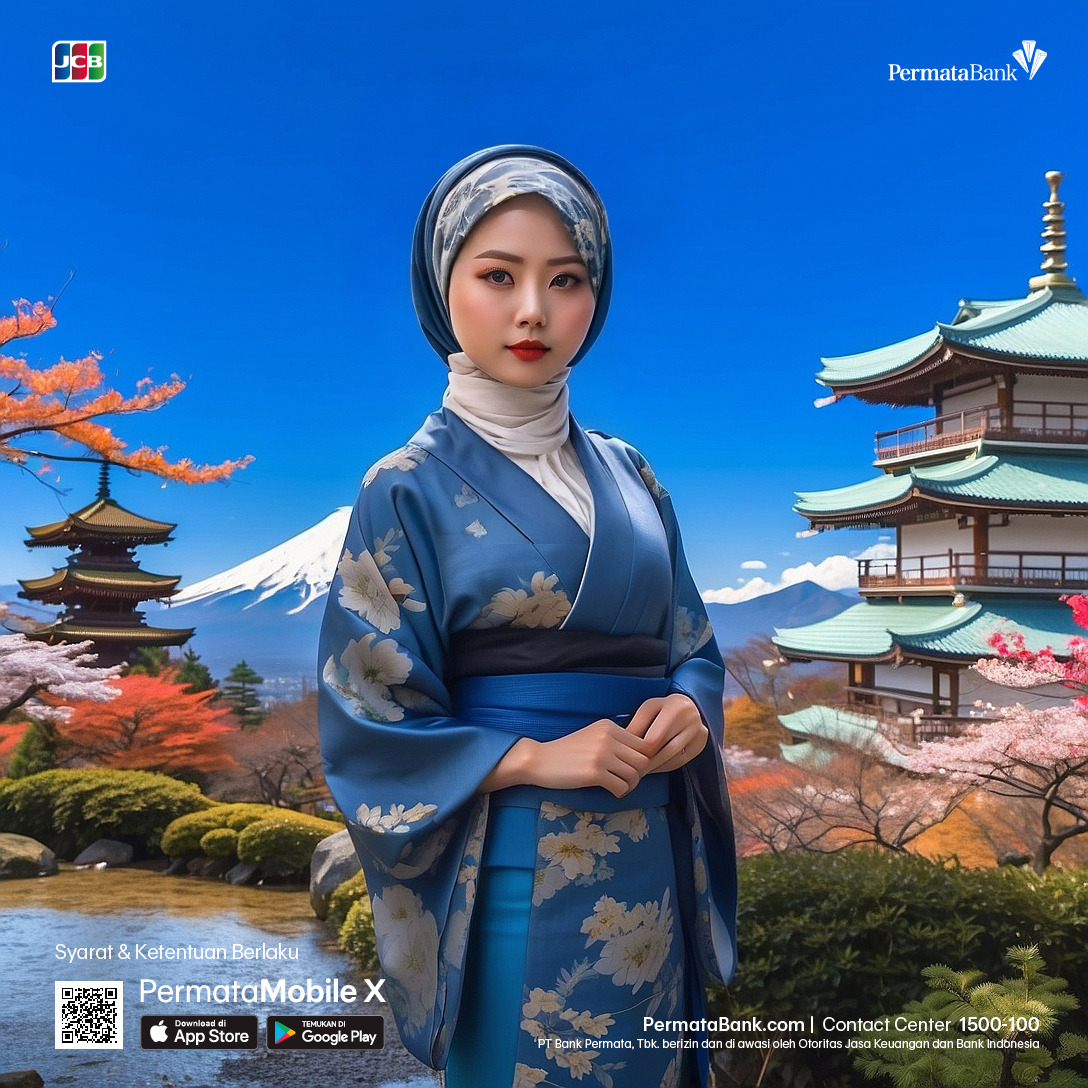 JCB
PermataBank
Syarat & Ketentuan Berlaku
PermataMobile X
Download di
App Store
TEMUKAN DI
Google Play
PermataBank.com | Contact Center 1500-100
PT Bank Permata, Tbk. berizin dan di awasi oleh Otoritas Jasa Keuangan dan Bank Indonesia